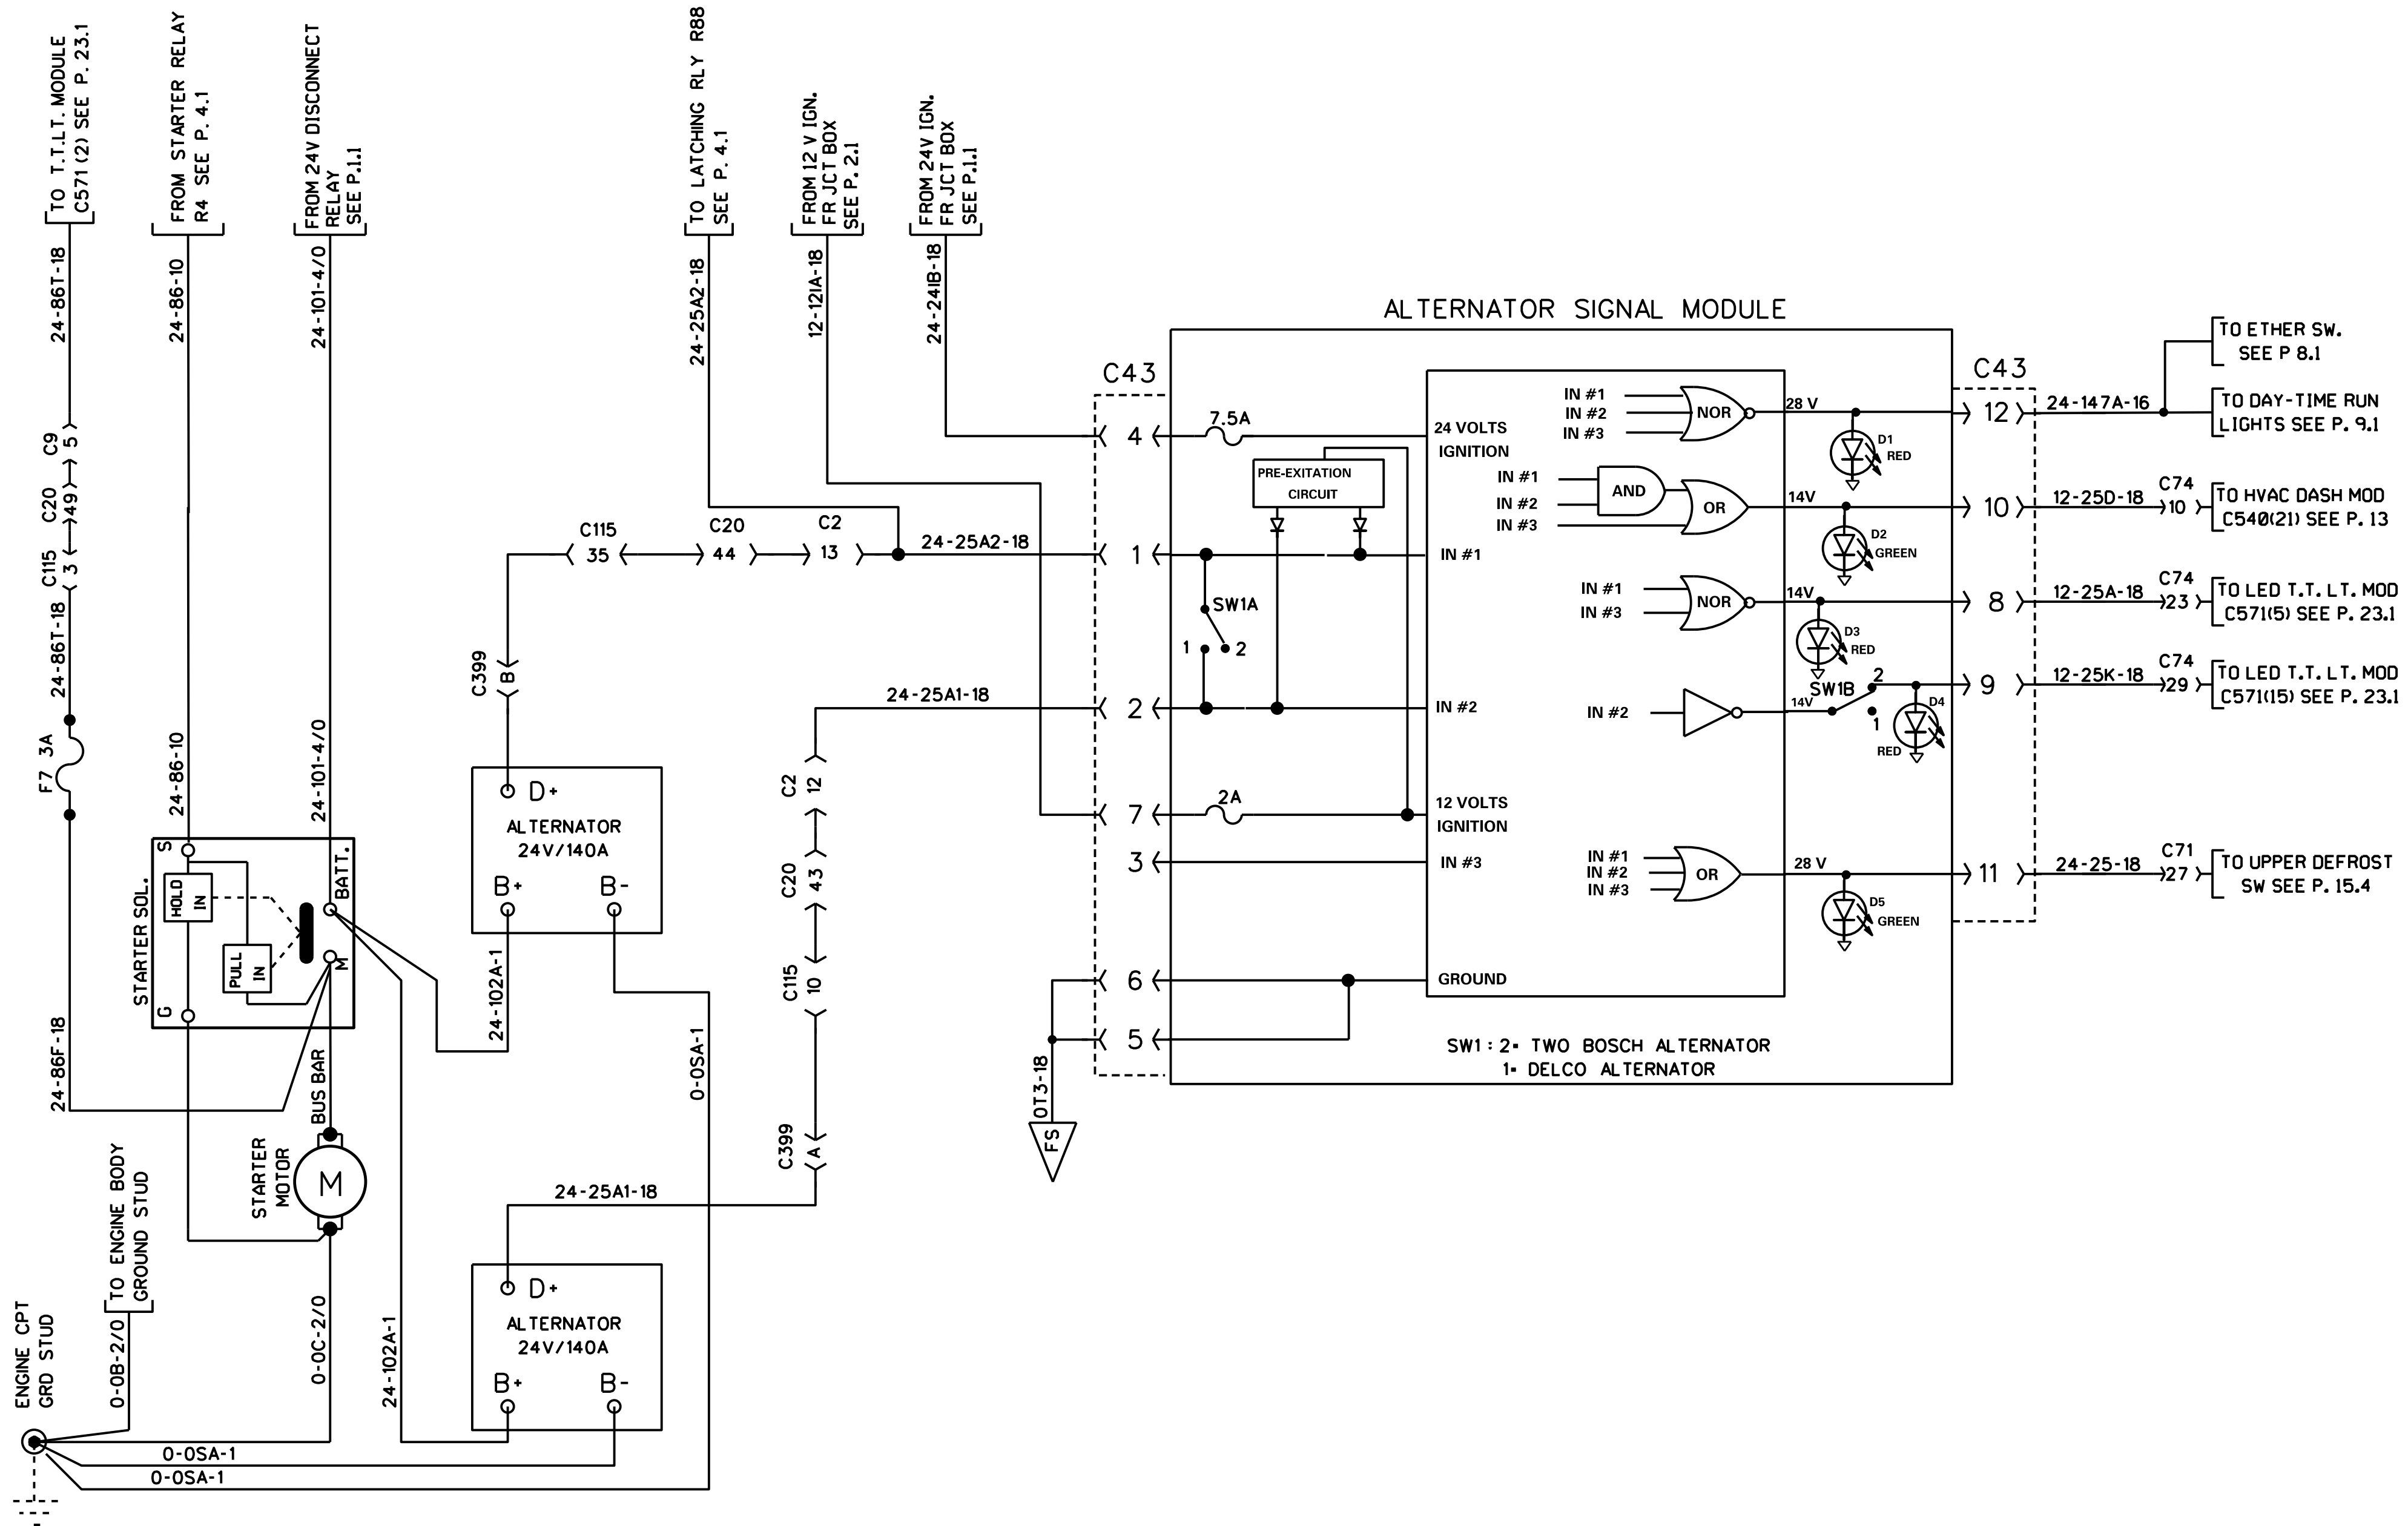 TO T.T.LT. MODULE
C571 (2) SEE P. 23.1
FROM STARTER RELAY
R4 SEE P. 4.1
FROM 24V DISCONNECT
RELAY
SEE P.1.1
TO LATCHING RLY R88
SEE P. 4.1
FROM 12 V IGN.
FR JCT BOX
SEE P. 2.1
FROM 24V IGN.
FR JCT BOX
SEE P.1.1
24-86T-18
24-86-10
24-101-4/0
24-25A2-18
12-12IA-18
24-24IB-18
C9
5
C20
49
C115
3
24-86T-18
F7 3A
24-86-10
24-101-4/0
24-86F-18
STARTER SOL.
S
HOLD
IN
PULL
IN
BATT.
M
G
BUS BAR
STARTER
MOTOR
M
TO ENGINE BODY
GROUND STUD
ENGINE CPT
GRD STUD
0-0B-2/0
0-0C-2/0
24-102A-1
0-0SA-1
0-0SA-1
C115
35
C20
44
C2
13
24-25A2-18
C399
B
D+
ALTERNATOR
24V/140A
B+
B-
24-102A-1
0-0SA-1
24-25A1-18
C2
12
C20
43
C115
10
C399
A
24-25A1-18
D+
ALTERNATOR
24V/140A
B+
B-
ALTERNATOR SIGNAL MODULE
C43
4
1
2
7
3
6
5
0T3-18
FS
7.5A
PRE-EXITATION
CIRCUIT
SW1A
1
2
2A
24 VOLTS
IGNITION
IN #1
IN #2
12 VOLTS
IGNITION
IN #3
GROUND
IN #1
IN #2
IN #3
NOR
28 V
D1
RED
IN #1
IN #2
IN #3
AND
OR
14V
D2
GREEN
IN #1
IN #3
NOR
14V
D3
RED
IN #2
14V
SW1B
2
1
D4
RED
IN #1
IN #2
IN #3
OR
28 V
D5
GREEN
SW1 : 2- TWO BOSCH ALTERNATOR
1- DELCO ALTERNATOR
C43
12
24-147A-16
TO ETHER SW.
SEE P 8.1
TO DAY-TIME RUN
LIGHTS SEE P. 9.1
10
12-25D-18
C74
10
TO HVAC DASH MOD
C540(21) SEE P. 13
8
12-25A-18
C74
23
TO LED T.T. LT. MOD
C571(5) SEE P. 23.1
9
12-25K-18
C74
29
TO LED T.T. LT. MOD
C571(15) SEE P. 23.1
11
24-25-18
C71
27
TO UPPER DEFROST
SW SEE P. 15.4